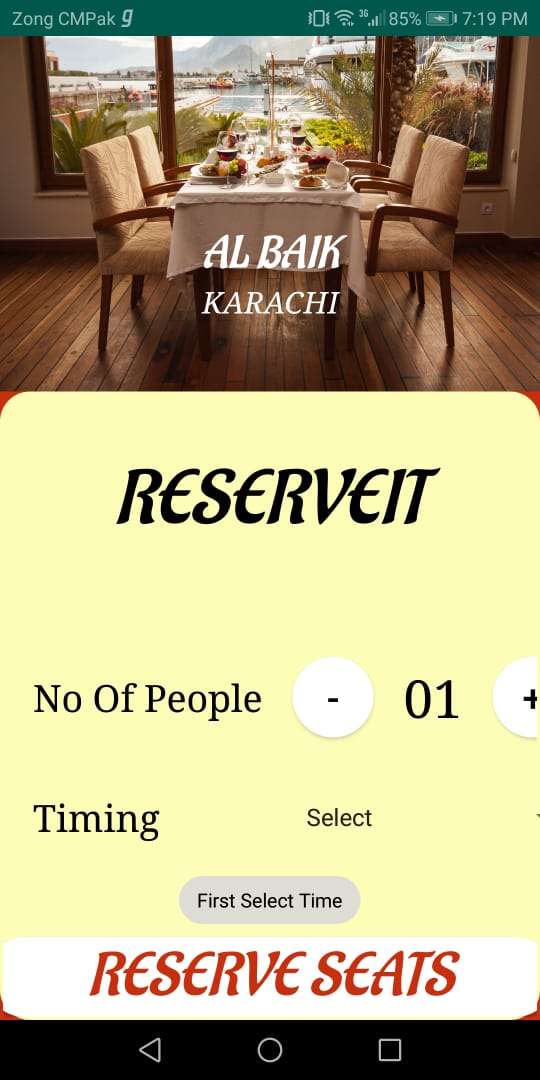 Zong CMPak g 3G 85% 7:19 PM
AL BAIK
KARACHI
RESERVEIT
No Of People - 01 +
Timing Select
First Select Time
RESERVE SEATS